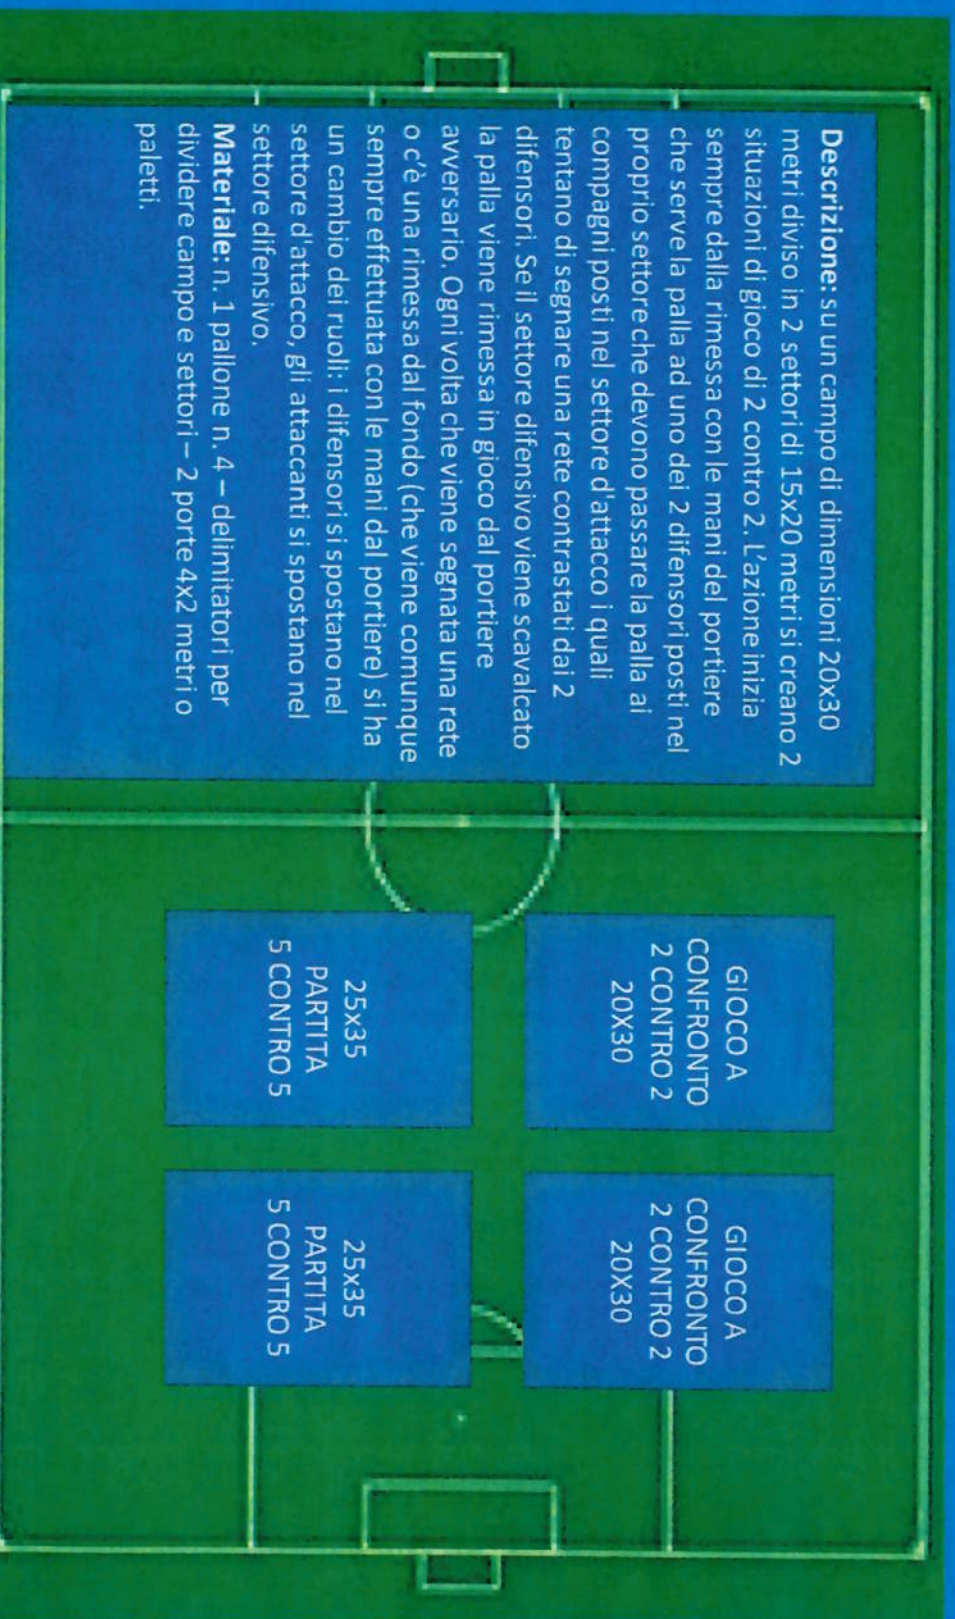 Descrizione: su un campo di dimensioni 20x30
metri diviso in 2 settori di 15x20 metri si creano 2
situazioni di gioco di 2 contro 2. L'azione inizia
sempre dalla rimessa con le mani del portiere
che serve la palla ad uno dei 2 difensori posti nel
proprio settore che devono passare la palla ai
compagni posti nel settore d'attacco i quali
tentano di segnare una rete contrastati dai 2
difensori. Se il settore difensivo viene scavalcato
la palla viene rimessa in gioco dal portiere
avversario. Ogni volta che viene segnata una rete
o c'è una rimessa dal fondo (che viene comunque
sempre effettuata con le mani dal portiere) si ha
un cambio dei ruoli: i difensori si spostano nel
settore d'attacco, gli attaccanti si spostano nel
settore difensivo.
Materiale: n. 1 pallone n. 4 – delimitatori per
dividere campo e settori – 2 porte 4x2 metri o
paletti.
GIOCO A
CONFRONTO
2 CONTRO 2
20X30
GIOCO A
CONFRONTO
2 CONTRO 2
20X30
25x35
PARTITA
5 CONTRO 5
25x35
PARTITA
5 CONTRO 5